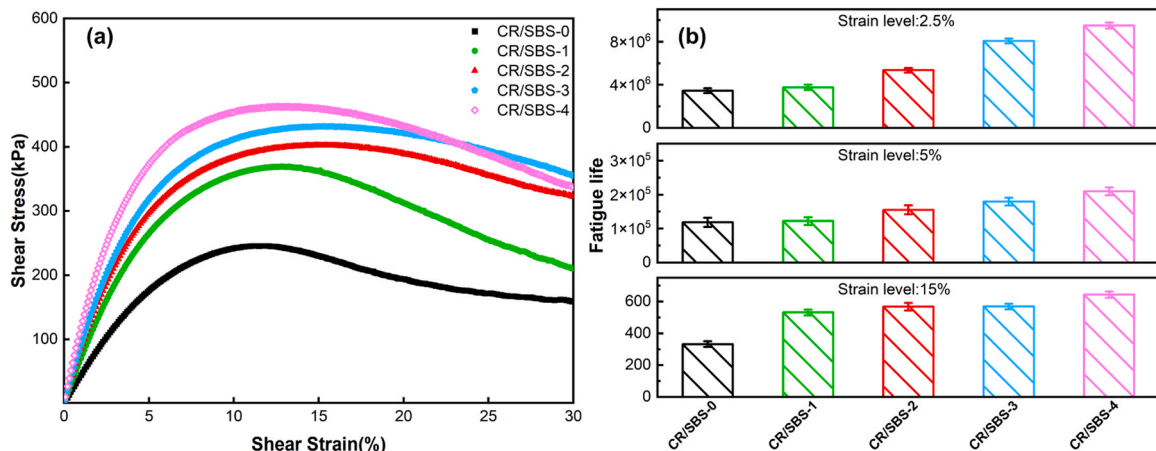 (a)
600
500
400
300
200
100
0
5
10
15
20
25
30
Shear Stress(kPa)
Shear Strain(%)
CR/SBS-0
CR/SBS-1
CR/SBS-2
CR/SBS-3
CR/SBS-4
(b)
Fatigue life
Strain level:2.5%
8×10⁶
4×10⁶
0
Strain level:5%
3×10⁵
2×10⁵
1×10⁵
0
Strain level:15%
600
400
200
0
CR/SBS-0
CR/SBS-1
CR/SBS-2
CR/SBS-3
CR/SBS-4